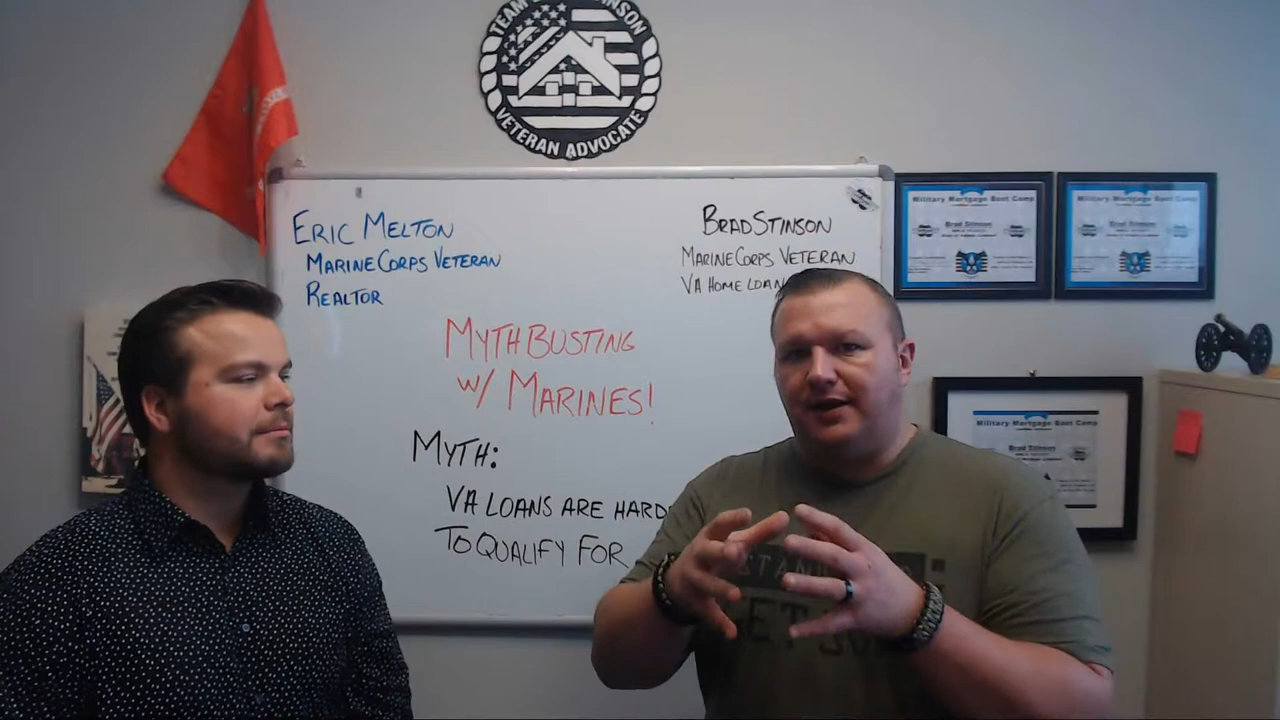 TEAM STINSON
VETERAN ADVOCATE
ERIC MELTON
MARINE CORPS VETERAN
REALTOR
BRAD STINSON
MARINE CORPS VETERAN
VA HOME LOAN
MYTHBUSTING
W/ MARINES!
MYTH:
VA LOANS ARE HARD
TO QUALIFY FOR
Military Mortgage Boot Camp
Brad Stinson
Military Mortgage Boot Camp
Brad Stinson
Military Mortgage Boot Camp
Brad Stinson